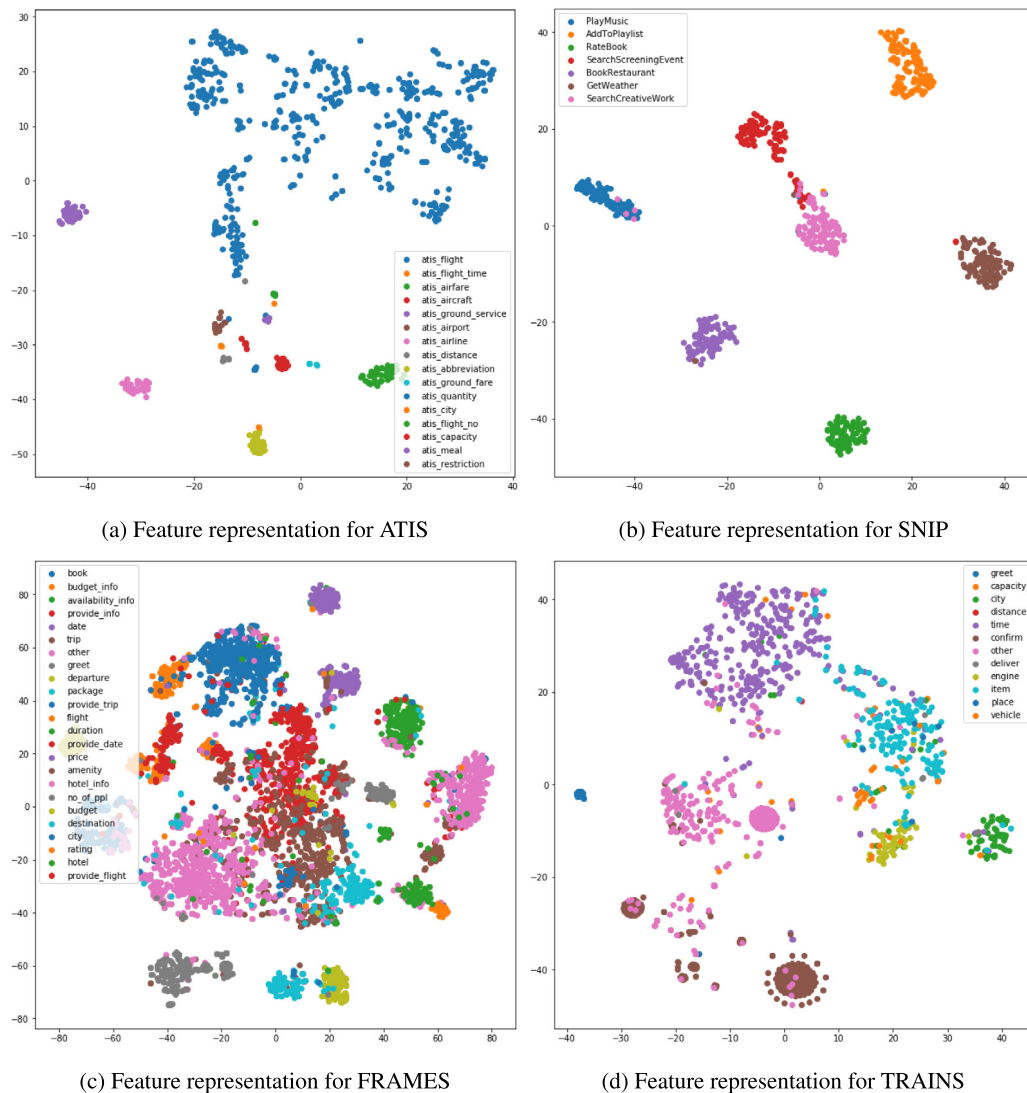 30
20
10
0
−10
−20
−30
−40
−50
−40
−20
0
20
40
atis_flight
atis_flight_time
atis_airfare
atis_aircraft
atis_ground_service
atis_airport
atis_airline
atis_distance
atis_abbreviation
atis_ground_fare
atis_quantity
atis_city
atis_flight_no
atis_capacity
atis_meal
atis_restriction
(a) Feature representation for ATIS
40
20
0
−20
−40
−40
−20
0
20
40
PlayMusic
AddToPlaylist
RateBook
SearchScreeningEvent
BookRestaurant
GetWeather
SearchCreativeWork
(b) Feature representation for SNIP
80
60
40
20
0
−20
−40
−60
−80
−80
−60
−40
−20
0
20
40
60
80
book
budget_info
availability_info
provide_info
date
trip
other
greet
departure
package
provide_trip
flight
duration
provide_date
price
amenity
hotel_info
no_of_ppl
budget
destination
city
rating
hotel
provide_flight
(c) Feature representation for FRAMES
40
20
0
−20
−40
−40
−30
−20
−10
0
10
20
30
40
greet
capacity
city
distance
time
confirm
other
deliver
engine
item
place
vehicle
(d) Feature representation for TRAINS